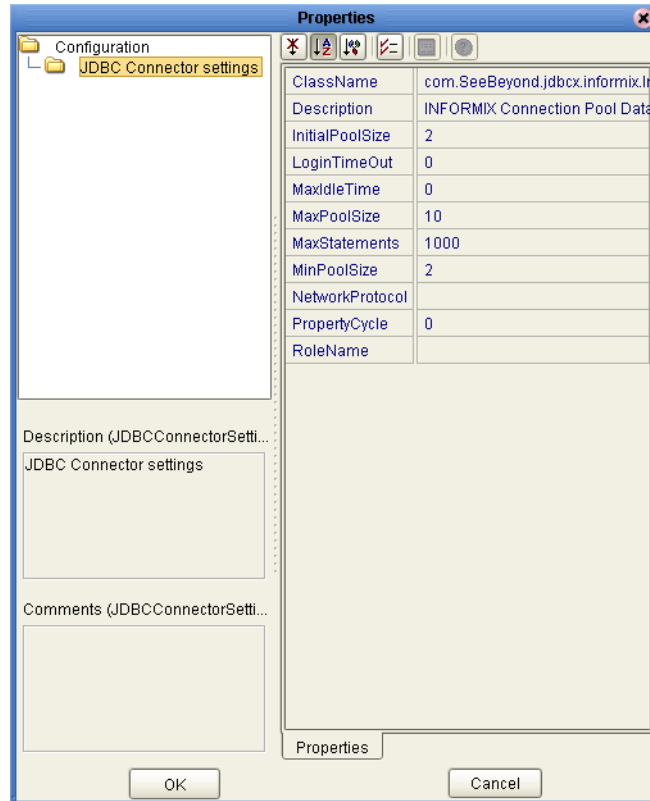 Properties
Configuration
JDBC Connector settings
ClassName com.SeeBeyond.jdbcx.informix.
Description INFORMIX Connection Pool Data
InitialPoolSize 2
LoginTimeOut 0
MaxIdleTime 0
MaxPoolSize 10
MaxStatements 1000
MinPoolSize 2
NetworkProtocol
PropertyCycle 0
RoleName
Description (JDBCConnectorSetti...
JDBC Connector settings
Comments (JDBCConnectorSetti...
Properties
OK Cancel